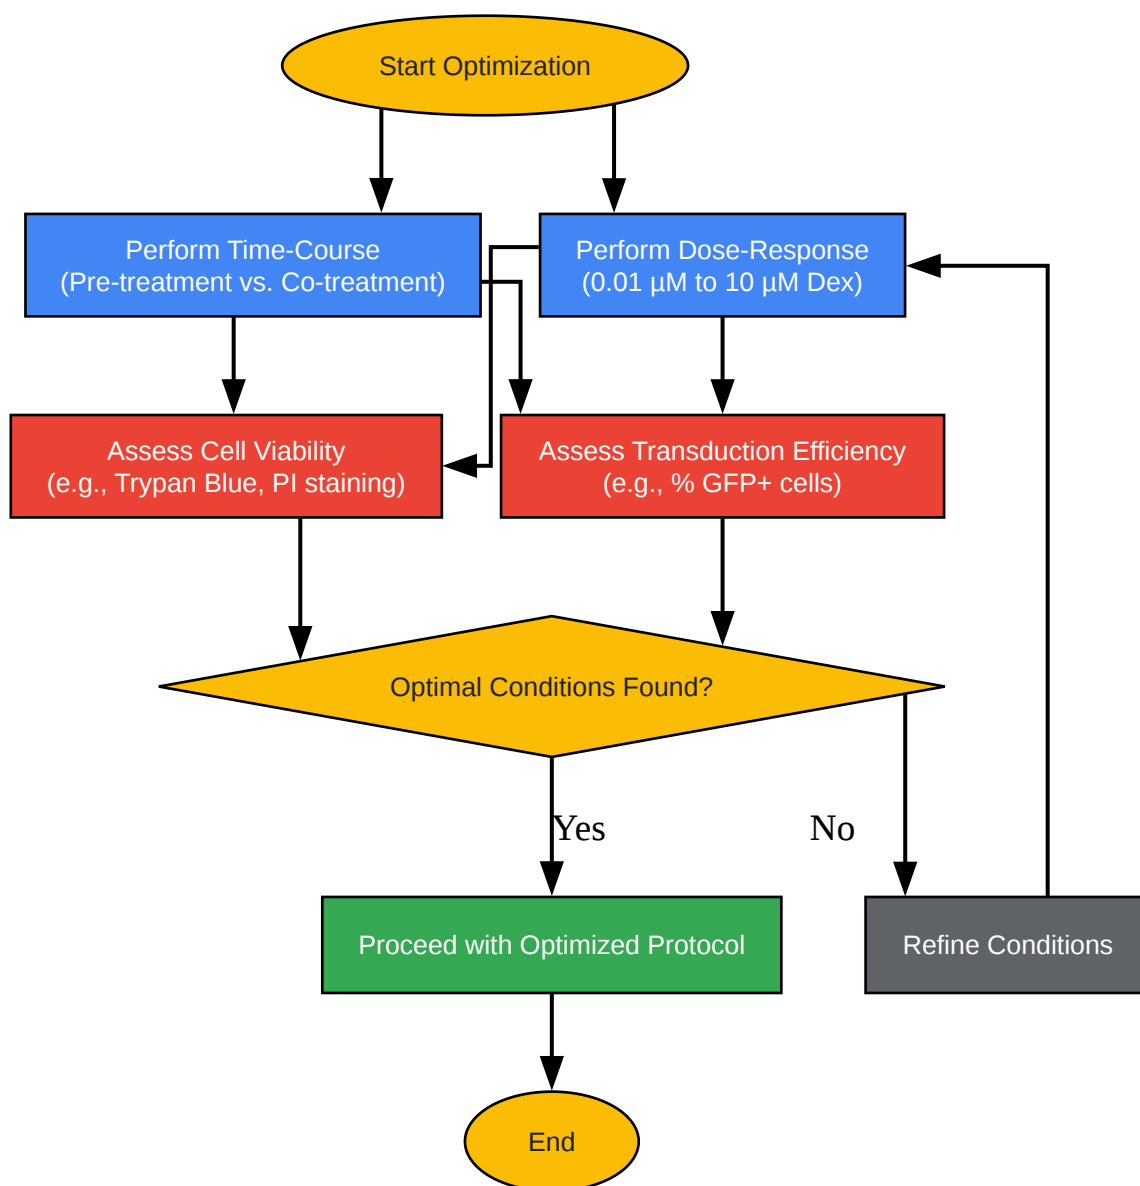 Start Optimization
Perform Time-Course
(Pre-treatment vs. Co-treatment)
Perform Dose-Response
(0.01 µM to 10 µM Dex)
Assess Cell Viability
(e.g., Trypan Blue, PI staining)
Assess Transduction Efficiency
(e.g., % GFP+ cells)
Optimal Conditions Found?
Yes
No
Proceed with Optimized Protocol
Refine Conditions
End